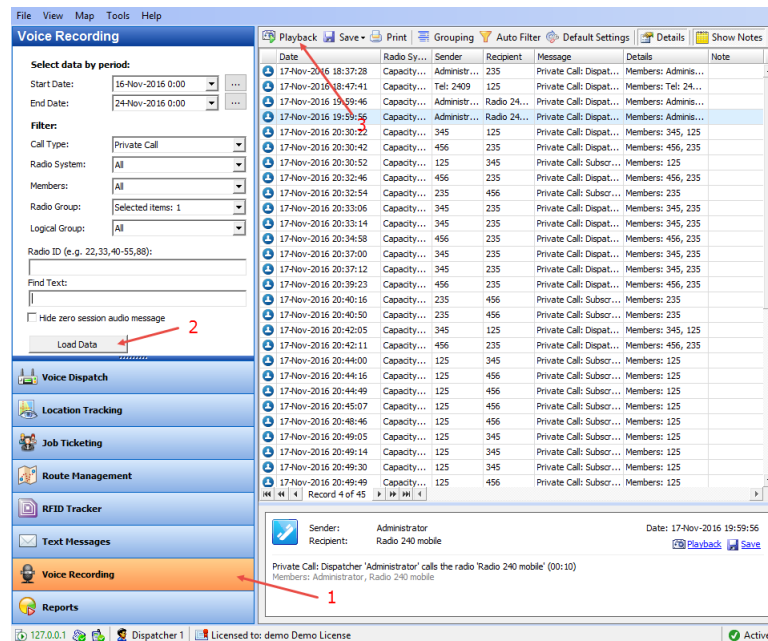 File View Map Tools Help
Voice Recording
Select data by period:
Start Date: 16-Nov-2016 0:00 ...
End Date: 24-Nov-2016 0:00 ...
Filter:
Call Type: Private Call
Radio System: All
Members: All
Radio Group: Selected items: 1
Logical Group: All
Radio ID (e.g. 22,33,40-55,88):
Find Text:
Hide zero session audio message
2
Load Data
Voice Dispatch
Location Tracking
Job Ticketing
Route Management
RFID Tracker
Text Messages
Voice Recording
1
Reports
Playback Save Print Grouping Auto Filter Default Settings Details Show Notes
3
Date Radio Sy... Sender Recipient Message Details Note
17-Nov-2016 18:37:28 Capacity... Administr... 235 Private Call: Dispat... Members: Adminis...
17-Nov-2016 18:47:41 Capacity... Tel: 2409 125 Private Call: Dispat... Members: Tel: 24...
17-Nov-2016 19:59:46 Capacity... Administr... Radio 24... Private Call: Dispat... Members: Adminis...
17-Nov-2016 19:59:56 Capacity... Administr... Radio 24... Private Call: Dispat... Members: Adminis...
17-Nov-2016 20:30:22 Capacity... 345 125 Private Call: Dispat... Members: 345, 125
17-Nov-2016 20:30:42 Capacity... 456 235 Private Call: Dispat... Members: 456, 235
17-Nov-2016 20:30:52 Capacity... 125 345 Private Call: Subscr... Members: 125
17-Nov-2016 20:32:46 Capacity... 456 235 Private Call: Dispat... Members: 456, 235
17-Nov-2016 20:32:54 Capacity... 235 456 Private Call: Subscr... Members: 235
17-Nov-2016 20:33:06 Capacity... 345 235 Private Call: Dispat... Members: 345, 235
17-Nov-2016 20:33:14 Capacity... 345 235 Private Call: Dispat... Members: 345, 235
17-Nov-2016 20:34:58 Capacity... 456 235 Private Call: Dispat... Members: 456, 235
17-Nov-2016 20:37:00 Capacity... 345 235 Private Call: Dispat... Members: 345, 235
17-Nov-2016 20:37:12 Capacity... 345 235 Private Call: Dispat... Members: 345, 235
17-Nov-2016 20:39:23 Capacity... 456 235 Private Call: Dispat... Members: 456, 235
17-Nov-2016 20:40:16 Capacity... 235 456 Private Call: Subscr... Members: 235
17-Nov-2016 20:40:50 Capacity... 235 456 Private Call: Subscr... Members: 235
17-Nov-2016 20:42:05 Capacity... 345 125 Private Call: Dispat... Members: 345, 125
17-Nov-2016 20:42:11 Capacity... 456 235 Private Call: Dispat... Members: 456, 235
17-Nov-2016 20:44:00 Capacity... 125 345 Private Call: Subscr... Members: 125
17-Nov-2016 20:44:16 Capacity... 125 456 Private Call: Subscr... Members: 125
17-Nov-2016 20:44:49 Capacity... 125 456 Private Call: Subscr... Members: 125
17-Nov-2016 20:45:07 Capacity... 125 456 Private Call: Subscr... Members: 125
17-Nov-2016 20:48:46 Capacity... 125 456 Private Call: Subscr... Members: 125
17-Nov-2016 20:49:05 Capacity... 125 345 Private Call: Subscr... Members: 125
17-Nov-2016 20:49:14 Capacity... 125 345 Private Call: Subscr... Members: 125
17-Nov-2016 20:49:30 Capacity... 125 345 Private Call: Subscr... Members: 125
17-Nov-2016 20:49:49 Capacity... 125 456 Private Call: Subscr... Members: 125
Record 4 of 45
Sender: Administrator Date: 17-Nov-2016 19:59:56
Recipient: Radio 240 mobile Playback Save
Private Call: Dispatcher 'Administrator' calls the radio 'Radio 240 mobile' (00:10)
Members: Administrator, Radio 240 mobile
127.0.0.1 Dispatcher 1 Licensed to: demo Demo License Active